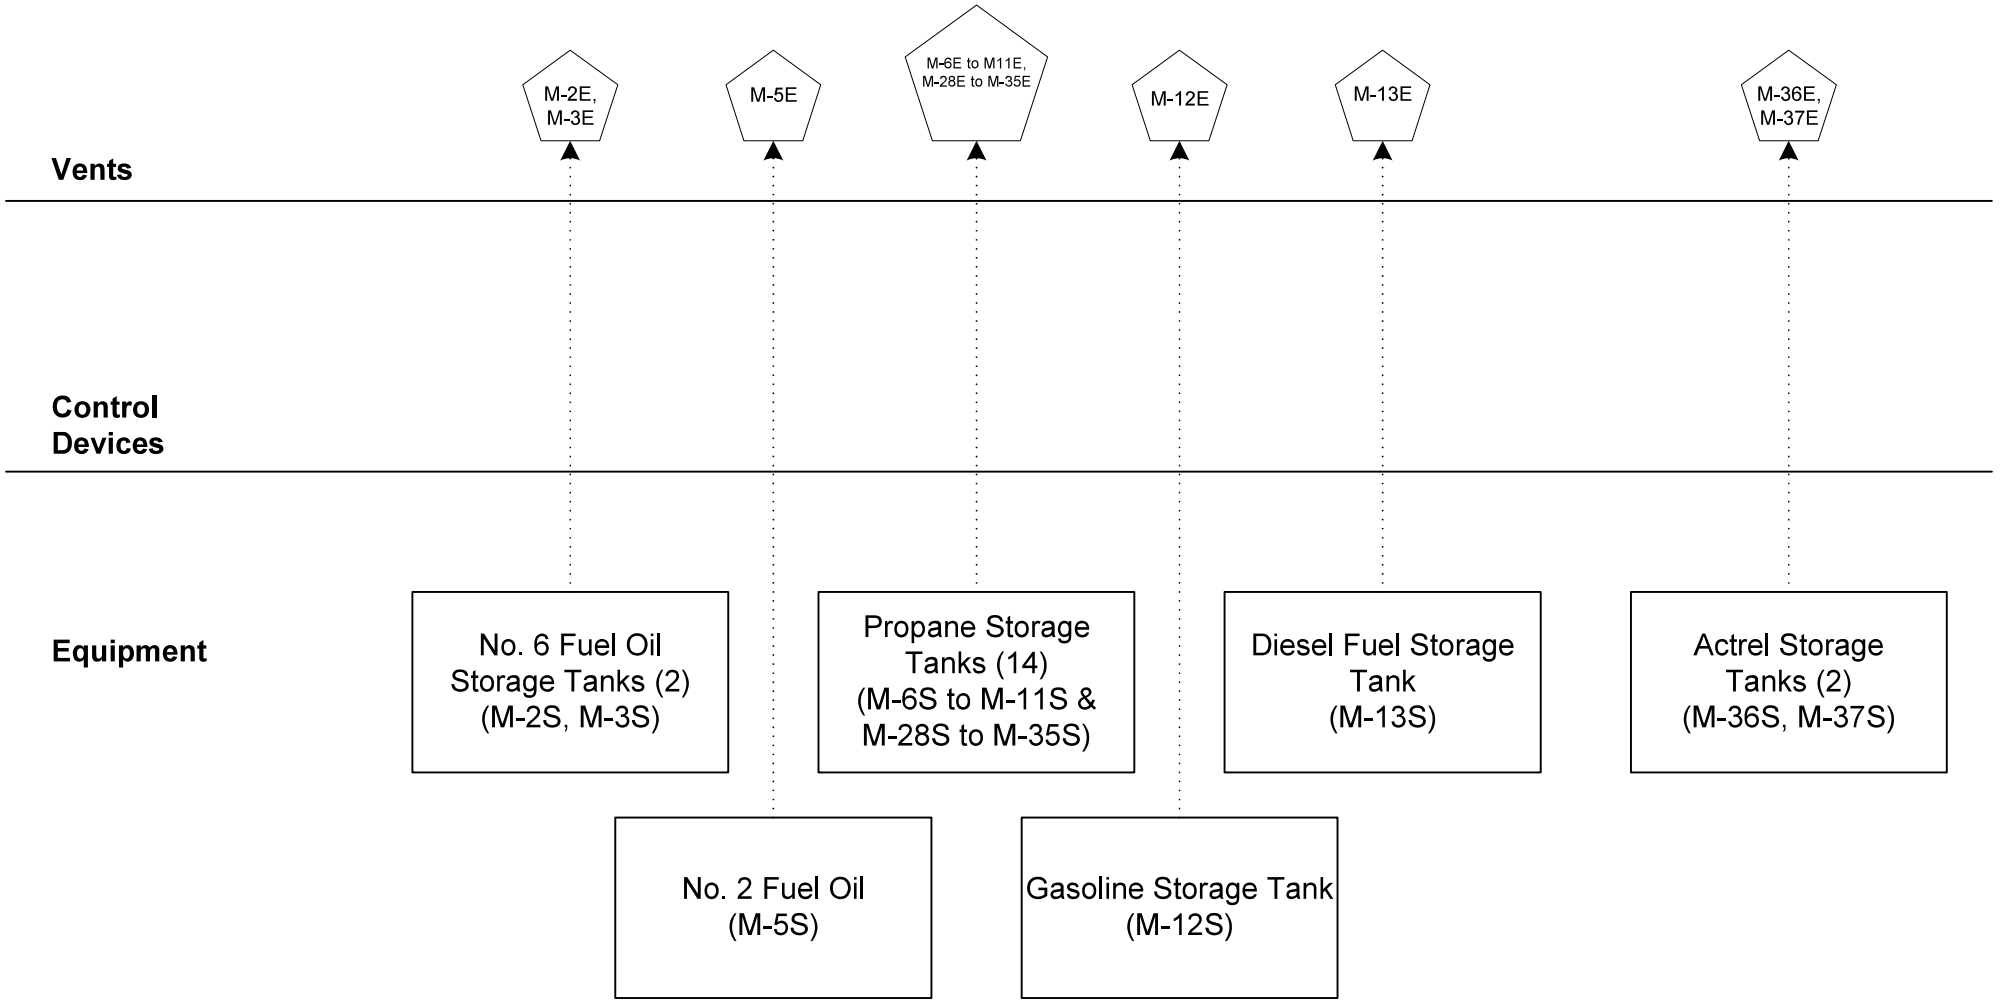 M-2E,
M-3E
M-5E
M-6E to M11E,
M-28E to M-35E
M-12E
M-13E
M-36E,
M-37E
Vents
Control
Devices
Equipment
No. 6 Fuel Oil
Storage Tanks (2)
(M-2S, M-3S)
Propane Storage
Tanks (14)
(M-6S to M-11S &
M-28S to M-35S)
Diesel Fuel Storage
Tank
(M-13S)
Actrel Storage
Tanks (2)
(M-36S, M-37S)
No. 2 Fuel Oil
(M-5S)
Gasoline Storage Tank
(M-12S)